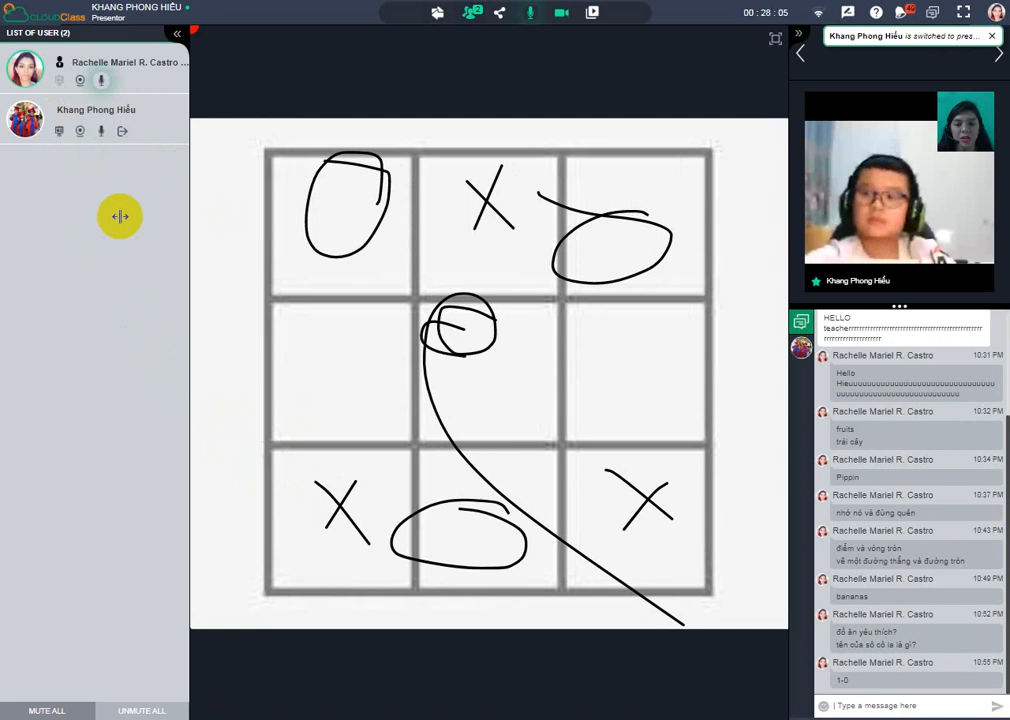 CLOUDClass
KHANG PHONG HIẾU
Presentor
2
00 : 28 : 05
LIST OF USER (2)
Rachelle Mariel R. Castro ...
Khang Phong Hiếu
Khang Phong Hiếu is switched to pres...
Khang Phong Hiếu
O X O
O
X O X
HELLO
Rachelle Mariel R. Castro 10:31 PM
Hello
Rachelle Mariel R. Castro 10:32 PM
fruits
trái cây
Rachelle Mariel R. Castro 10:34 PM
Pippin
Rachelle Mariel R. Castro 10:37 PM
nhớ nó và đừng quên
Rachelle Mariel R. Castro 10:43 PM
điểm và vòng tròn
vẽ một đường thẳng và đường tròn
Rachelle Mariel R. Castro 10:49 PM
bananas
Rachelle Mariel R. Castro 10:52 PM
đồ ăn yêu thích?
tên của sô cô la là gì?
Rachelle Mariel R. Castro 10:55 PM
1-0
Type a message here
MUTE ALL
UNMUTE ALL